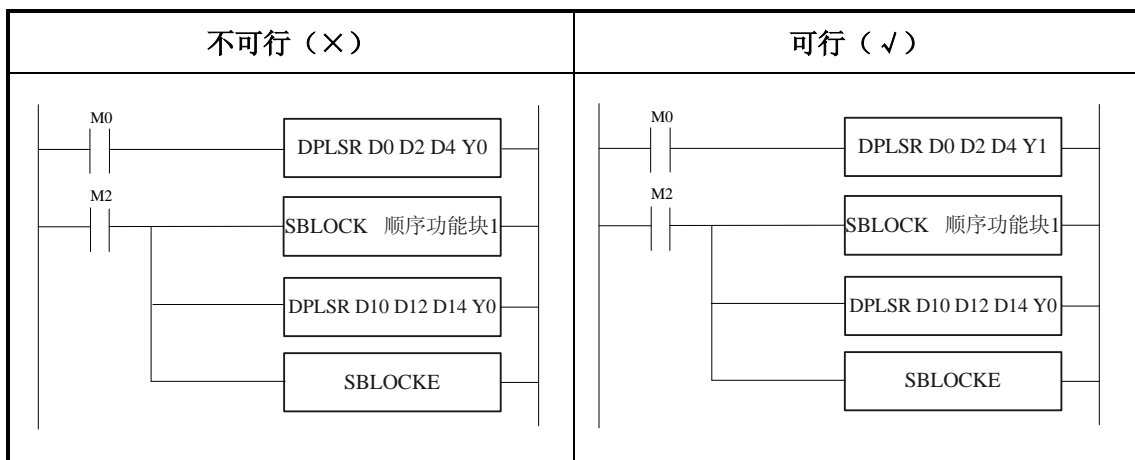 不可行（×）
可行（√）
M0
DPLSR D0 D2 D4 Y0
M2
SBLOCK 顺序功能块1
DPLSR D10 D12 D14 Y0
SBLOCKE
M0
DPLSR D0 D2 D4 Y1
M2
SBLOCK 顺序功能块1
DPLSR D10 D12 D14 Y0
SBLOCKE